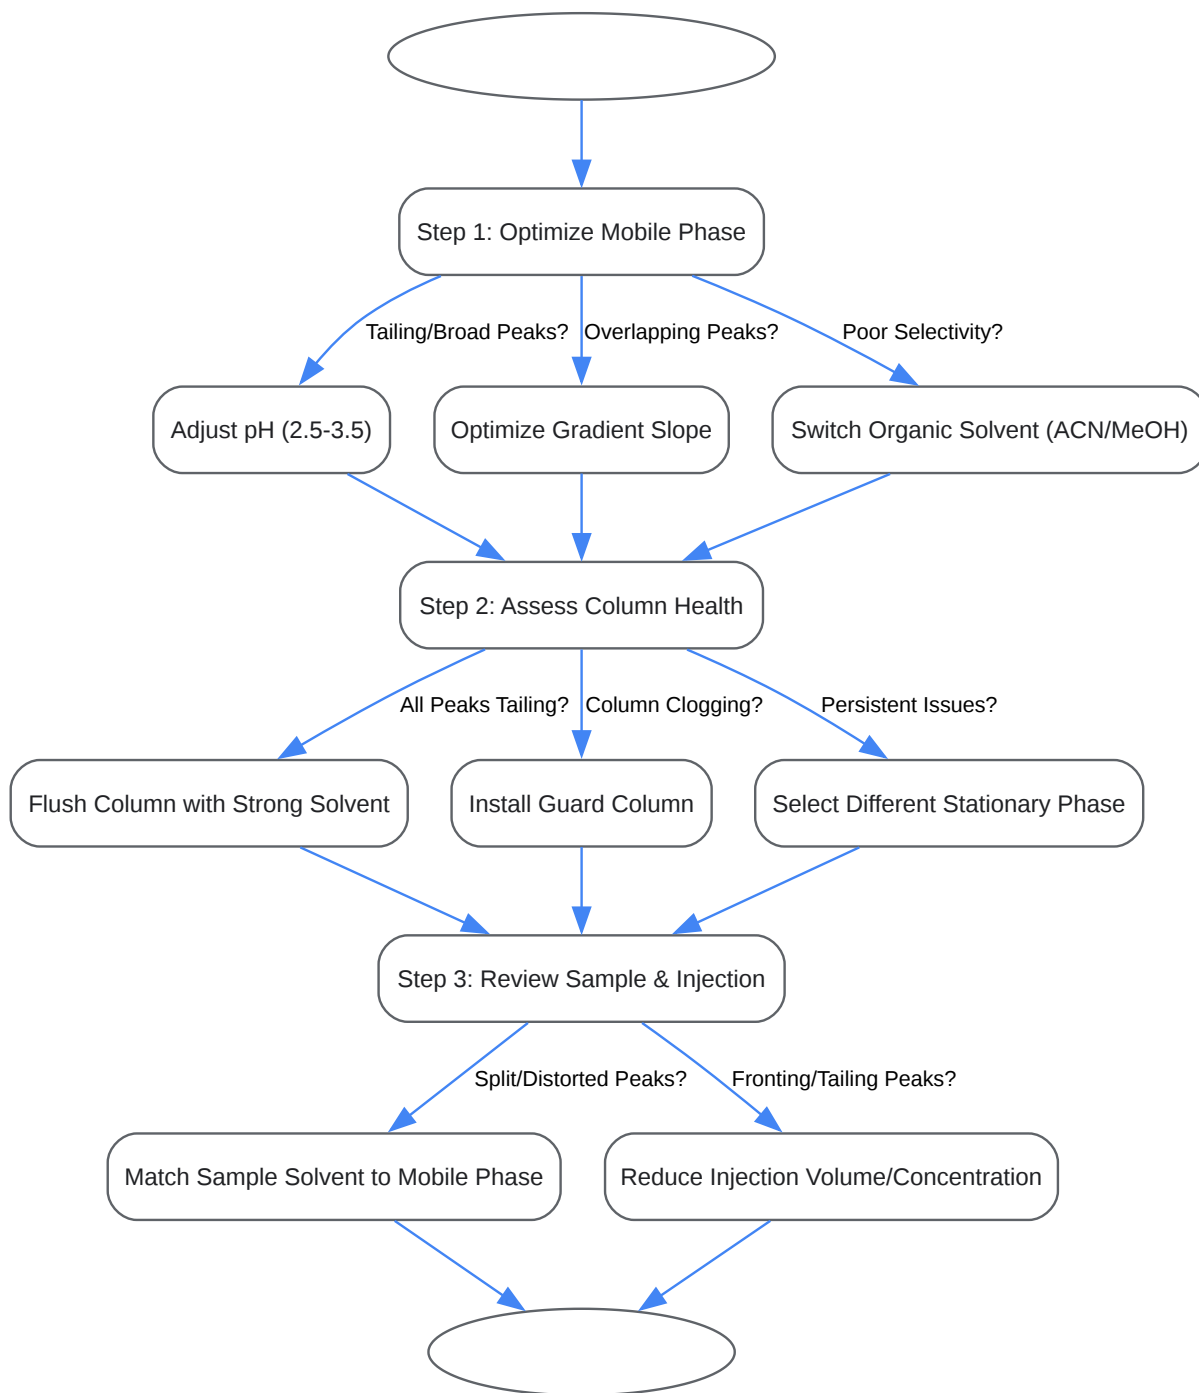 Step 1: Optimize Mobile Phase
Tailing/Broad Peaks?
Overlapping Peaks?
Poor Selectivity?
Adjust pH (2.5-3.5)
Optimize Gradient Slope
Switch Organic Solvent (ACN/MeOH)
Step 2: Assess Column Health
All Peaks Tailing?
Column Clogging?
Persistent Issues?
Flush Column with Strong Solvent
Install Guard Column
Select Different Stationary Phase
Step 3: Review Sample & Injection
Split/Distorted Peaks?
Fronting/Tailing Peaks?
Match Sample Solvent to Mobile Phase
Reduce Injection Volume/Concentration